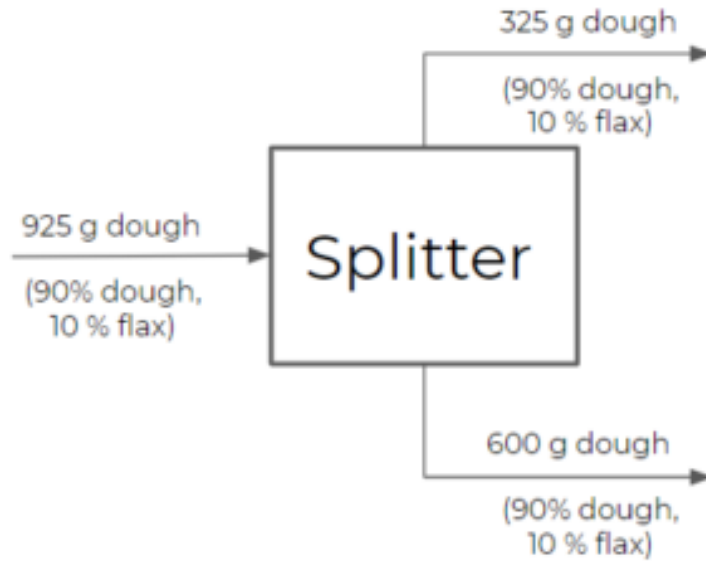 325 g dough
(90% dough,
10 % flax)
925 g dough
(90% dough,
10 % flax)
Splitter
600 g dough
(90% dough,
10 % flax)